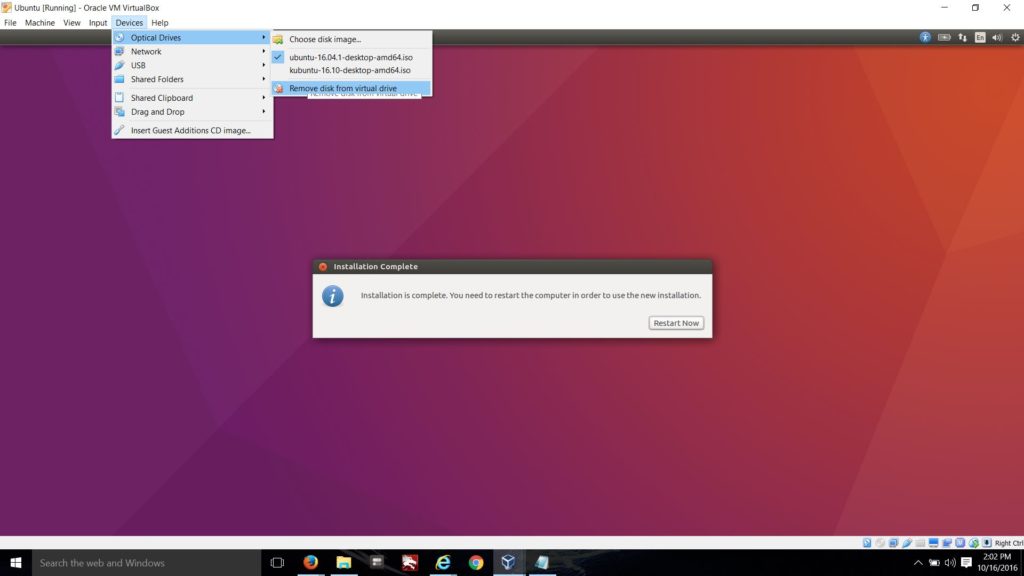 Ubuntu [Running] - Oracle VM VirtualBox
File Machine View Input Devices Help
Optical Drives
Network
USB
Shared Folders
Shared Clipboard
Drag and Drop
Insert Guest Additions CD image...
Choose disk image...
ubuntu-16.04.1-desktop-amd64.iso
kubuntu-16.10-desktop-amd64.iso
Remove disk from virtual drive
Remove disk from virtual drive
En
Installation Complete
Installation is complete. You need to restart the computer in order to use the new installation.
Restart Now
Right Ctrl
Search the web and Windows
2:02 PM
10/16/2016